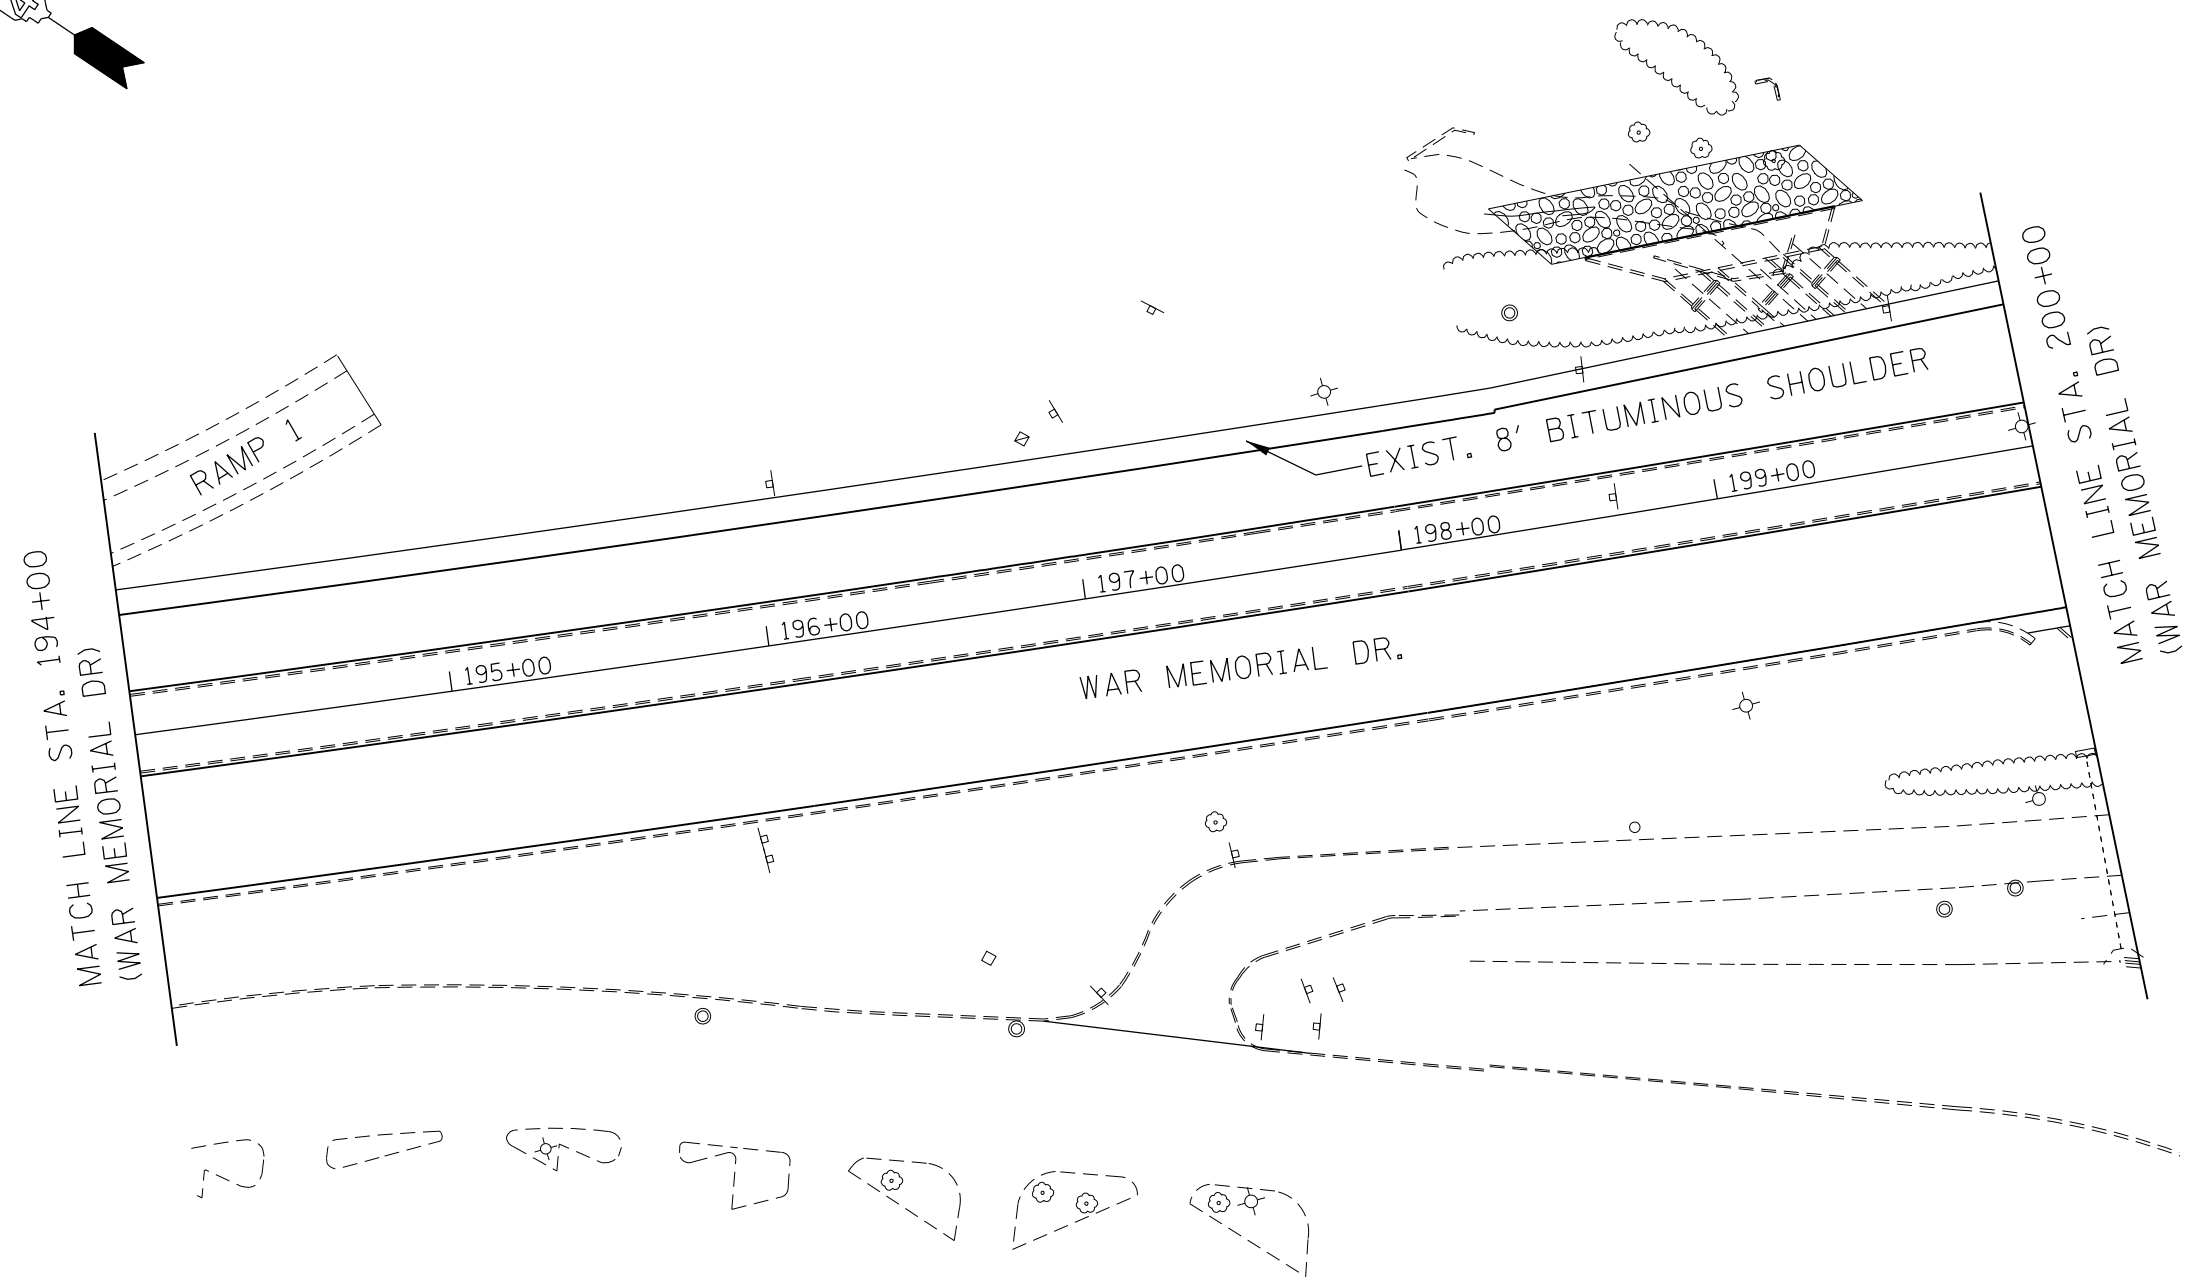 RAMP 1
MATCH LINE STA. 194+00
(WAR MEMORIAL DR)
195+00
196+00
197+00
198+00
199+00
EXIST. 8' BITUMINOUS SHOULDER
WAR MEMORIAL DR.
MATCH LINE STA. 200+00
(WAR MEMORIAL DR)